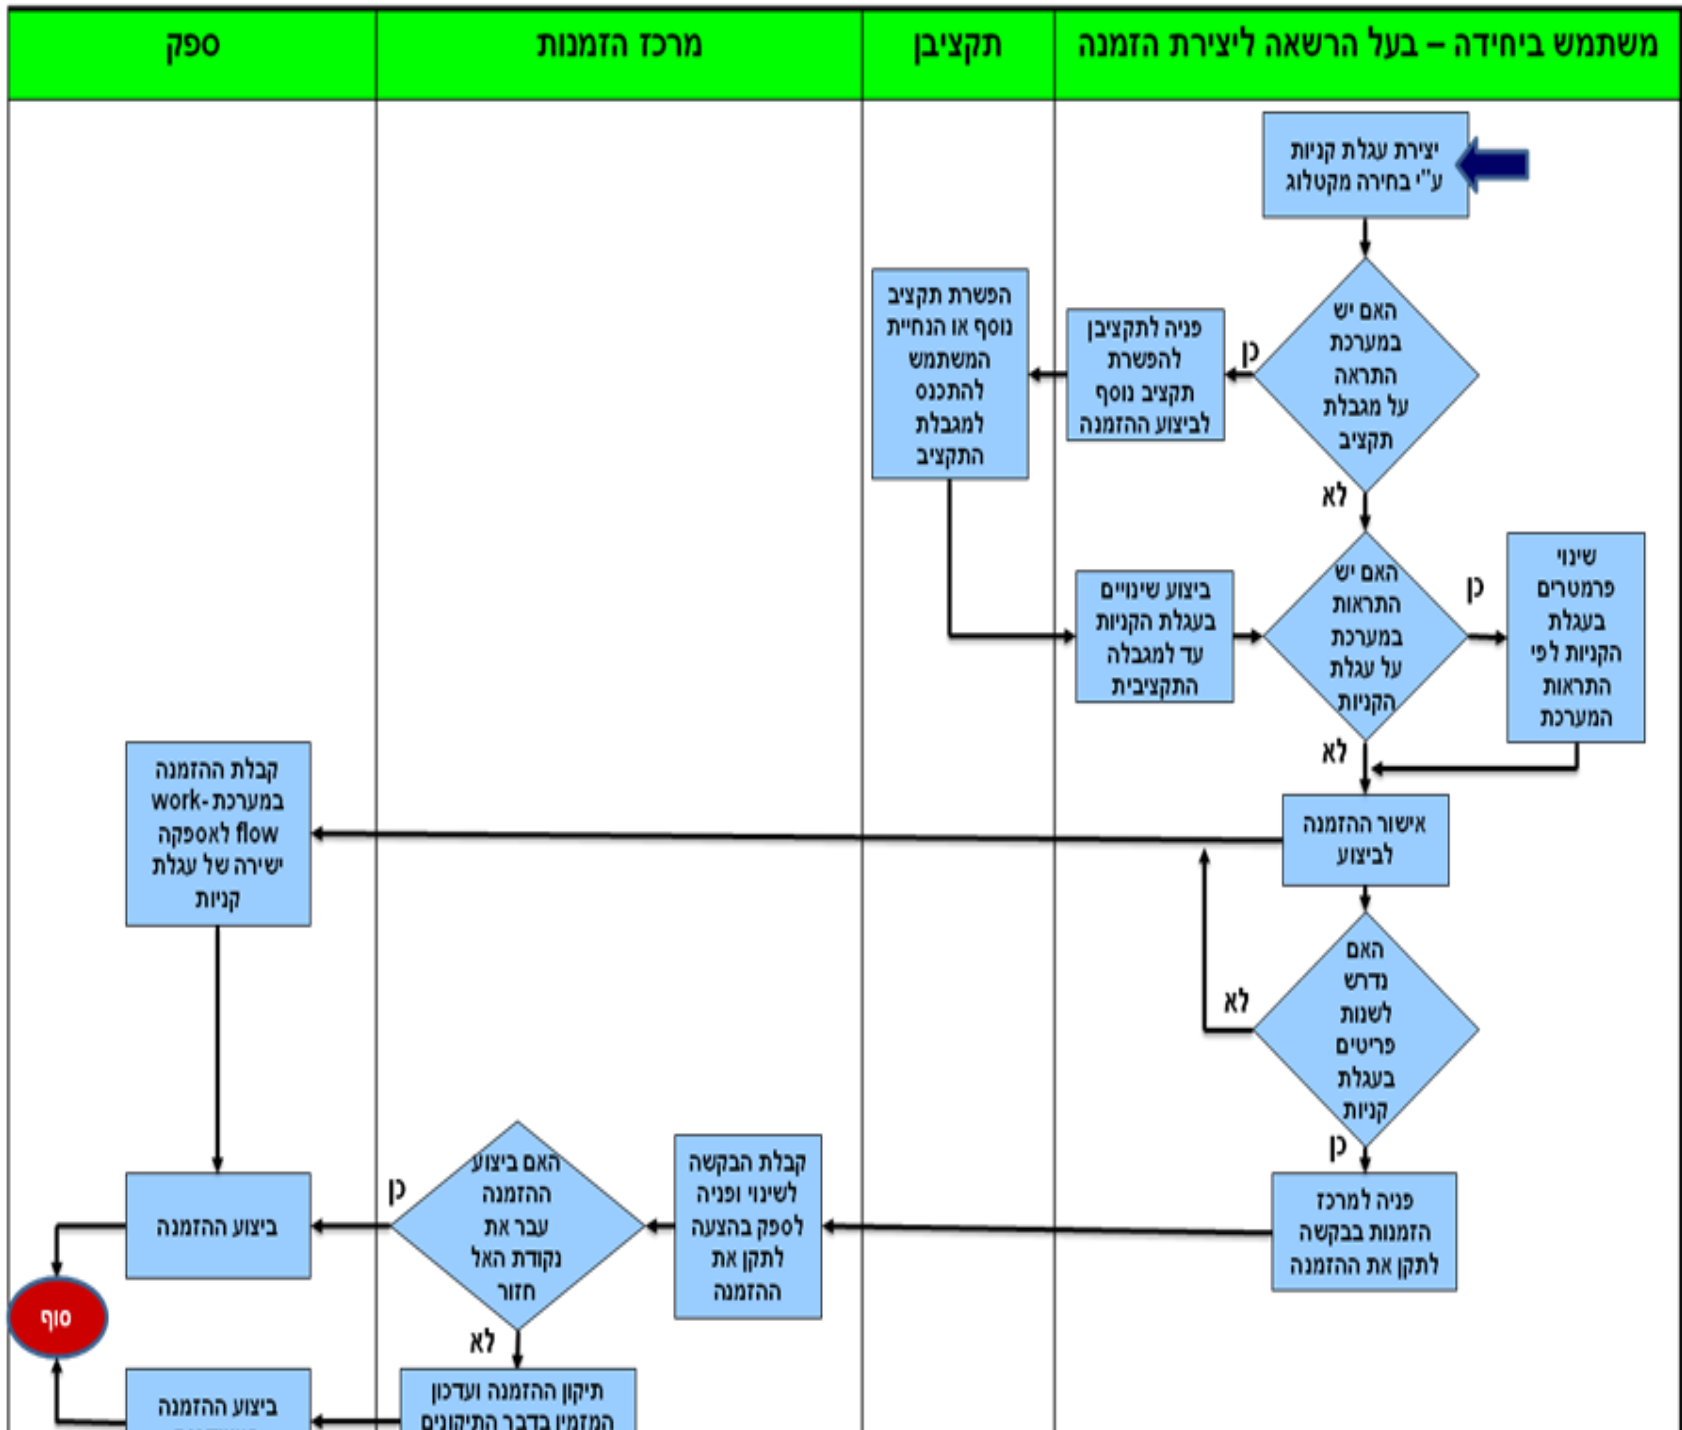 משתמש ביחידה – בעל הרשאה ליצירת הזמנה
תקציבן
מרכז הזמנות
ספק
יצירת עגלת קניות
ע"י בחירה מקטלוג
האם יש
במערכת
התראה
על מגבלת
תקציב
כן
פניה לתקציבן
להפשרת
תקציב נוסף
לביצוע ההזמנה
הפשרת תקציב
נוסף או הנחיית
המשתמש
להתכנס
למגבלת
התקציב
לא
ביצוע שינויים
בעגלת הקניות
עד למגבלה
התקציבית
האם יש
התראות
במערכת
על עגלת
הקניות
כן
שינוי
פרמטרים
בעגלת
הקניות לפי
התראות
המערכת
לא
אישור ההזמנה
לביצוע
קבלת ההזמנה
במערכת work-
flow לאספקה
ישירה של עגלת
קניות
האם
נדרש
לשנות
פריטים
בעגלת
קניות
לא
כן
פניה למרכז
הזמנות בבקשה
לתקן את ההזמנה
קבלת הבקשה
לשינוי ופניה
לספק בהצעה
לתקן את
ההזמנה
האם ביצוע
ההזמנה
עבר את
נקודת האל
חזור
כן
ביצוע ההזמנה
סוף
לא
תיקון ההזמנה ועדכון
המזמין בדבר התיקונים
ביצוע ההזמנה